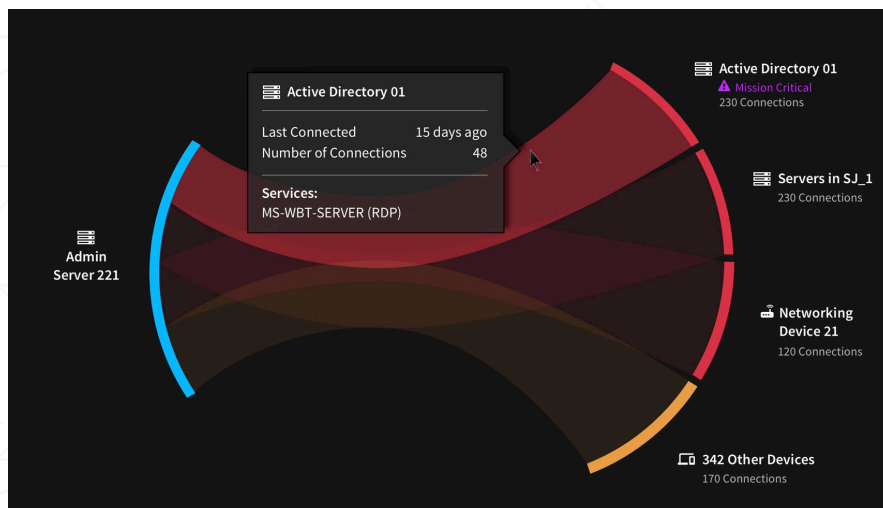 Active Directory 01
Last Connected 15 days ago
Number of Connections 48
Services:
MS-WBT-SERVER (RDP)
Admin
Server 221
Active Directory 01
Mission Critical
230 Connections
Servers in SJ_1
230 Connections
Networking
Device 21
120 Connections
342 Other Devices
170 Connections